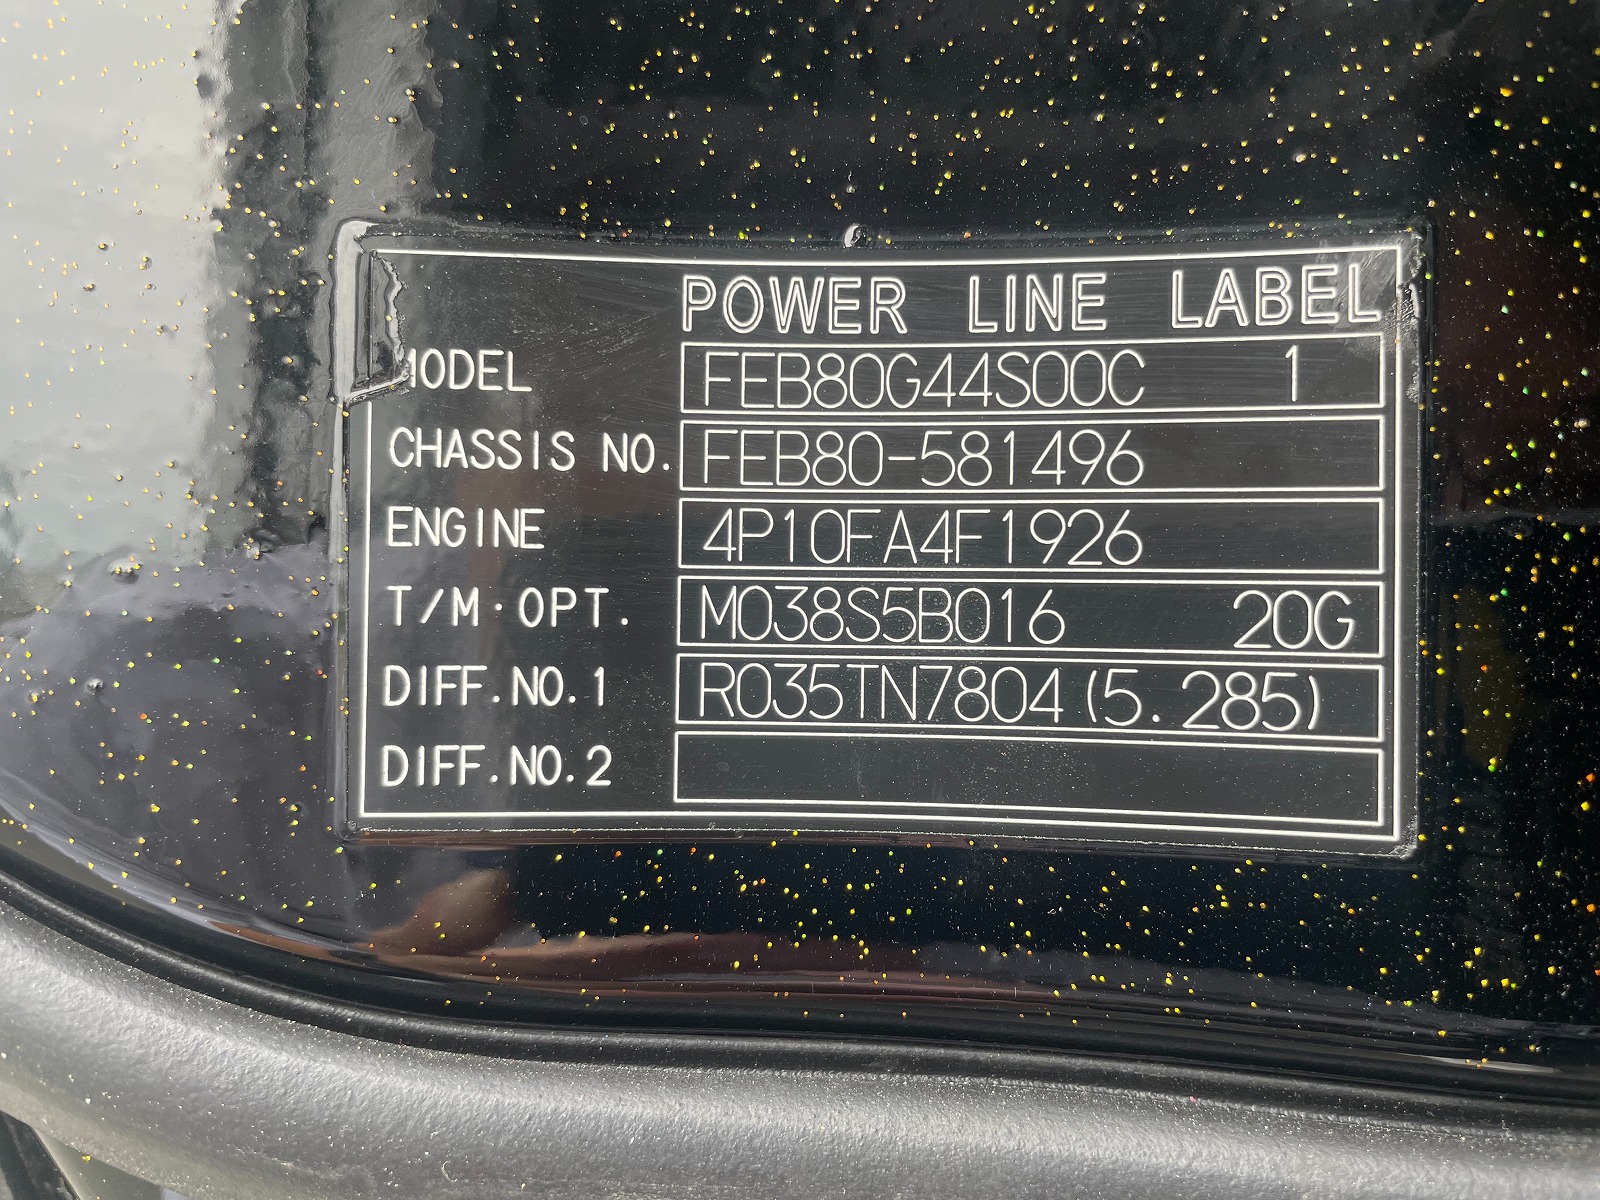 POWER LINE LABEL
MODEL FEB80G44S00C 1
CHASSIS NO. FEB80-581496
ENGINE 4P10FA4F1926
T/M·OPT. M038S5B016 20G
DIFF.NO.1 R035TN7804 (5.285)
DIFF.NO.2